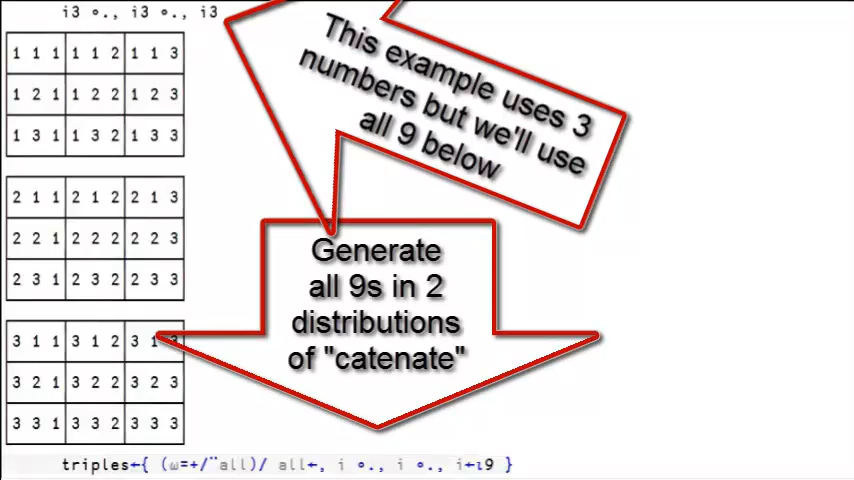 i3 ∘., i3 ∘., i3
1 1 1 1 1 2 1 1 3
1 2 1 1 2 2 1 2 3
1 3 1 1 3 2 1 3 3
2 1 1 2 1 2 2 1 3
2 2 1 2 2 2 2 2 3
2 3 1 2 3 2 2 3 3
3 1 1 3 1 2 3 1 3
3 2 1 3 2 2 3 2 3
3 3 1 3 3 2 3 3 3
This example uses 3
numbers but we'll use
all 9 below
Generate
all 9s in 2
distributions
of "catenate"
triples←{ (⍵=+/¨all)/ all←, i ∘., i ∘., i←⍳9 }